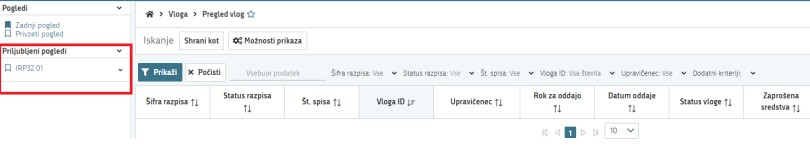 Pogledi
Zadnji pogled
Privzeti pogled
Priljubljeni pogledi
IRP32.01
Vloga > Pregled vlog
Iskanje Shrani kot Možnosti prikaza
Prikaži Počisti Vsebuje podatek Šifra razpisa: Vse Status razpisa: Vse Št. spisa: Vse Vloga ID: Vsa števila Upravičenec: Vse Dodatni kriteriji:
Šifra razpisa Status razpisa Št. spisa Vloga ID Upravičenec Rok za oddajo Datum oddaje Status vloge Zaprošena sredstva
1 10